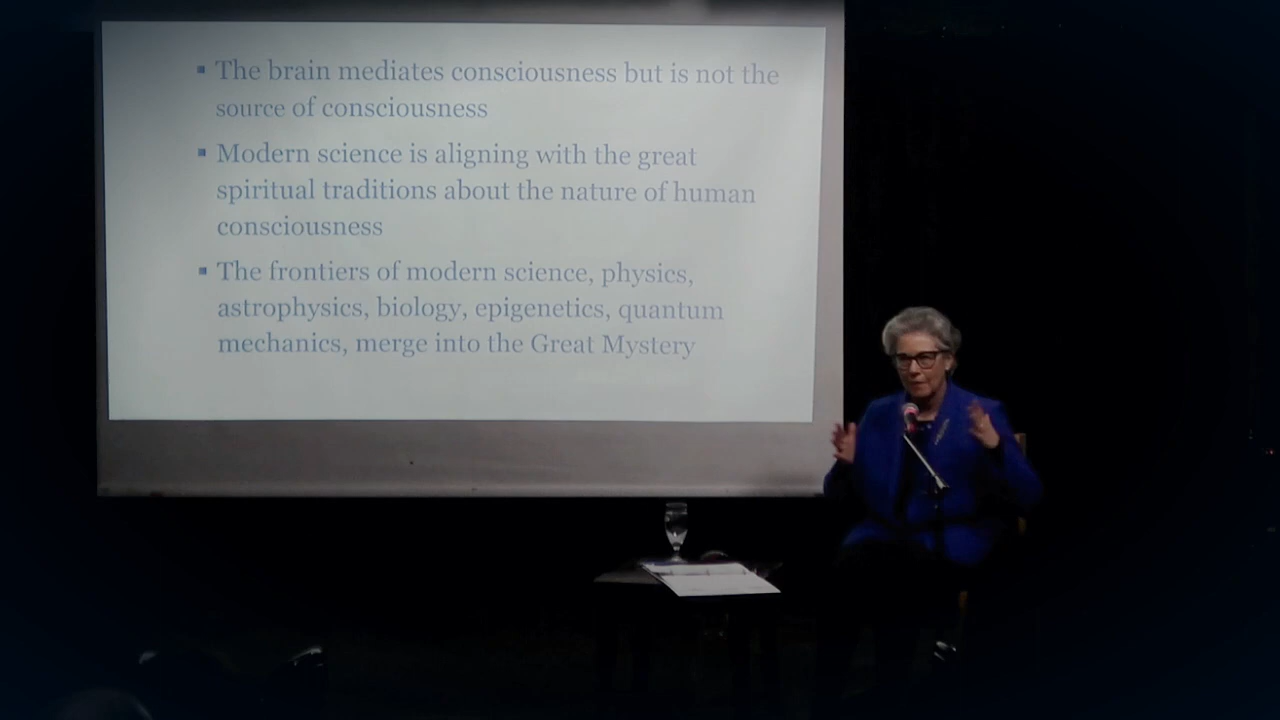 ▪ The brain mediates consciousness but is not the
source of consciousness
▪ Modern science is aligning with the great
spiritual traditions about the nature of human
consciousness
▪ The frontiers of modern science, physics,
astrophysics, biology, epigenetics, quantum
mechanics, merge into the Great Mystery